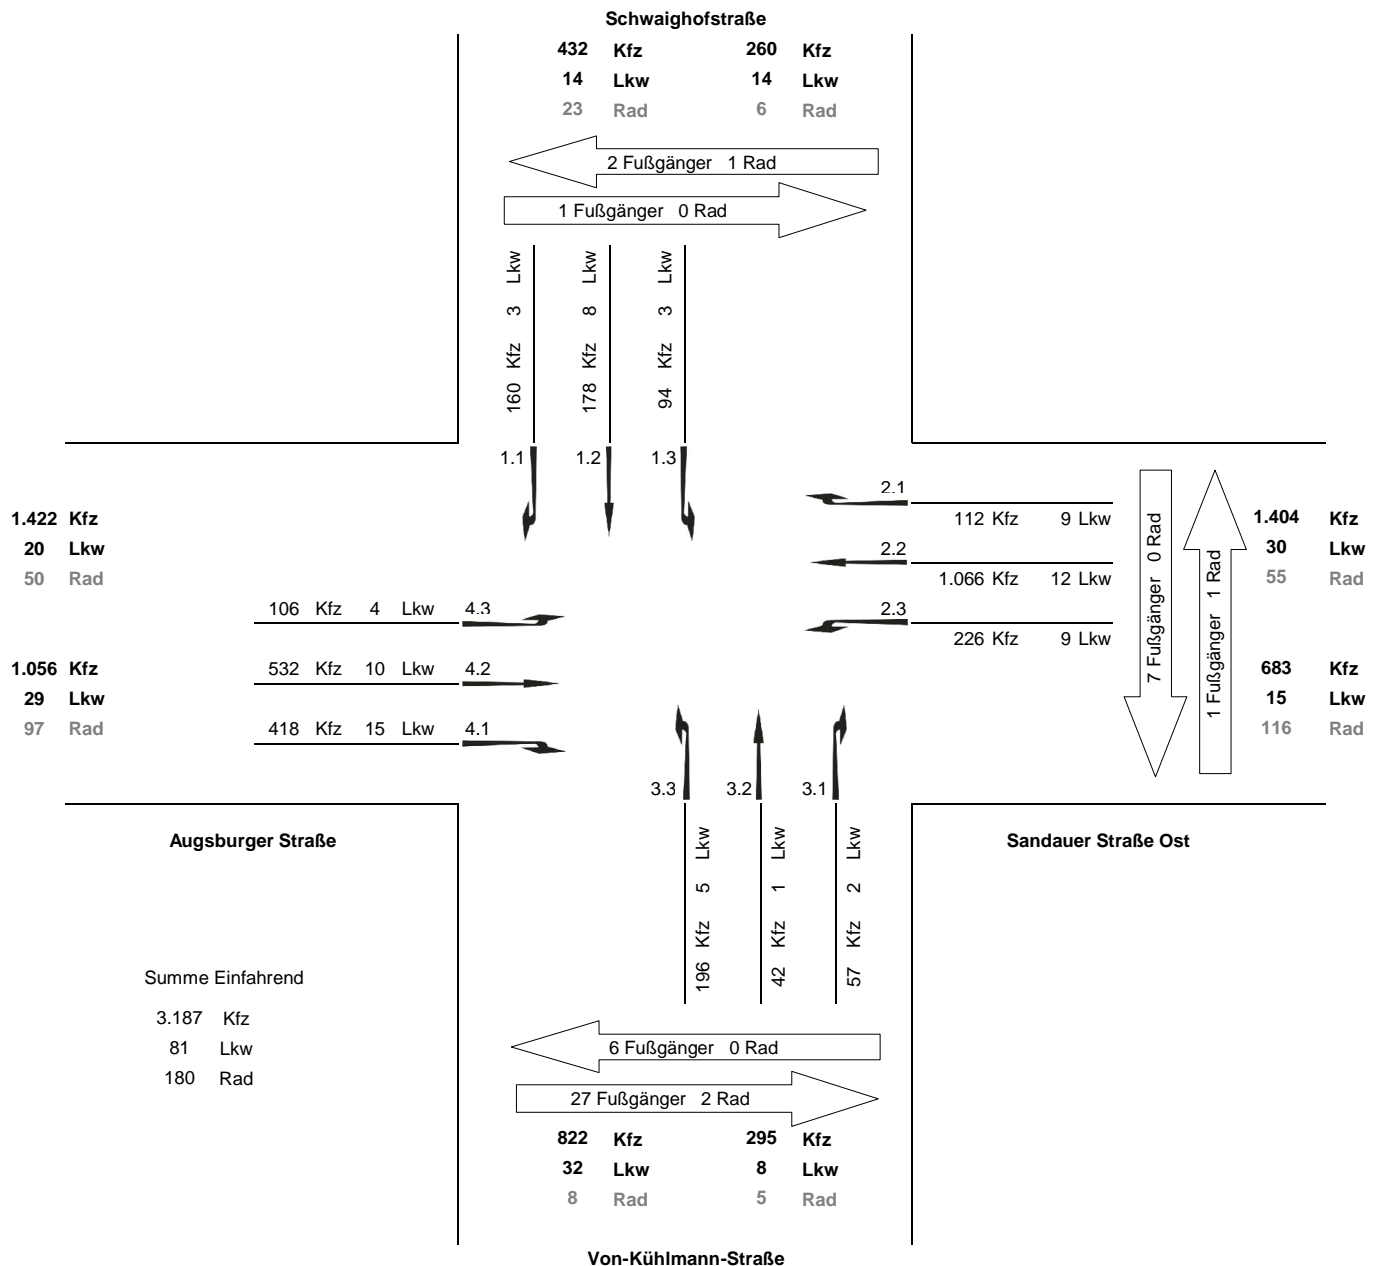 Schwaighofstraße
432 Kfz 260 Kfz
14 Lkw 14 Lkw
23 Rad 6 Rad
2 Fußgänger 1 Rad
1 Fußgänger 0 Rad
160 Kfz 3 Lkw
178 Kfz 8 Lkw
94 Kfz 3 Lkw
1.1 1.2 1.3
2.1
112 Kfz 9 Lkw
2.2
1.066 Kfz 12 Lkw
2.3
226 Kfz 9 Lkw
7 Fußgänger 0 Rad
1 Fußgänger 1 Rad
1.404 Kfz
30 Lkw
55 Rad
683 Kfz
15 Lkw
116 Rad
1.422 Kfz
20 Lkw
50 Rad
106 Kfz 4 Lkw 4.3
1.056 Kfz
29 Lkw
97 Rad
532 Kfz 10 Lkw 4.2
418 Kfz 15 Lkw 4.1
3.3 3.2 3.1
196 Kfz 5 Lkw
42 Kfz 1 Lkw
57 Kfz 2 Lkw
Augsburger Straße
Sandauer Straße Ost
Summe Einfahrend
3.187 Kfz
81 Lkw
180 Rad
6 Fußgänger 0 Rad
27 Fußgänger 2 Rad
822 Kfz 295 Kfz
32 Lkw 8 Lkw
8 Rad 5 Rad
Von-Kühlmann-Straße